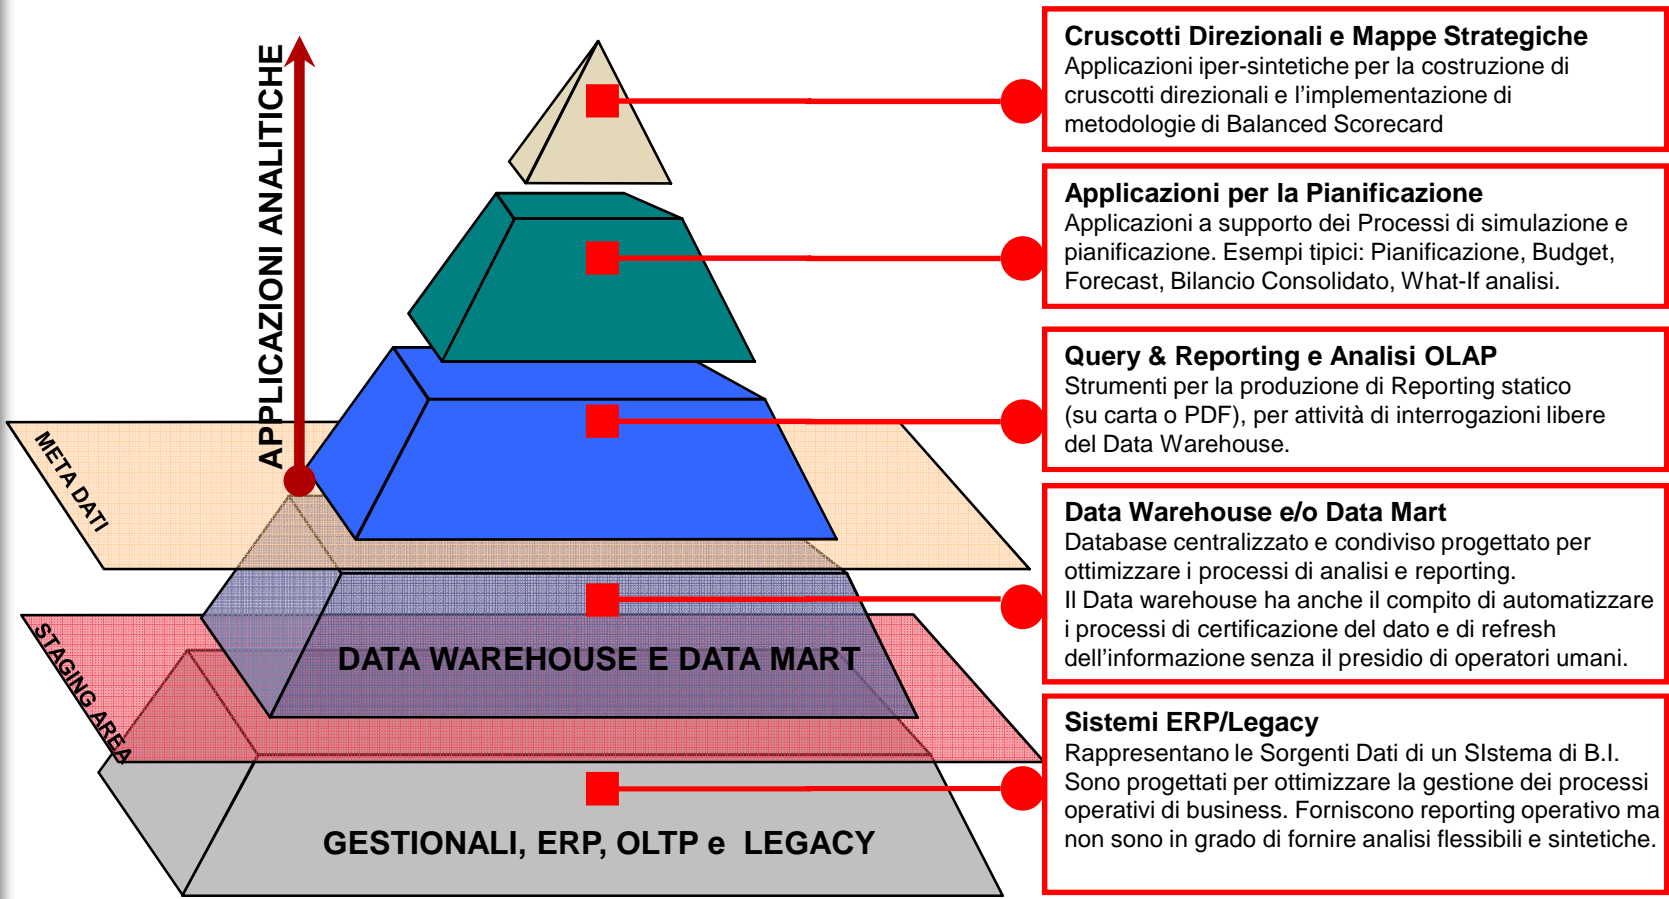 APPLICAZIONI ANALITICHE
META DATI
STAGING AREA
DATA WAREHOUSE E DATA MART
GESTIONALI, ERP, OLTP e LEGACY
Cruscotti Direzionali e Mappe Strategiche
Applicazioni iper-sintetiche per la costruzione di
cruscotti direzionali e l’implementazione di
metodologie di Balanced Scorecard
Applicazioni per la Pianificazione
Applicazioni a supporto dei Processi di simulazione e
pianificazione. Esempi tipici: Pianificazione, Budget,
Forecast, Bilancio Consolidato, What-If analisi.
Query & Reporting e Analisi OLAP
Strumenti per la produzione di Reporting statico
(su carta o PDF), per attività di interrogazioni libere
del Data Warehouse.
Data Warehouse e/o Data Mart
Database centralizzato e condiviso progettato per
ottimizzare i processi di analisi e reporting.
Il Data warehouse ha anche il compito di automatizzare
i processi di certificazione del dato e di refresh
dell’informazione senza il presidio di operatori umani.
Sistemi ERP/Legacy
Rappresentano le Sorgenti Dati di un SIstema di B.I.
Sono progettati per ottimizzare la gestione dei processi
operativi di business. Forniscono reporting operativo ma
non sono in grado di fornire analisi flessibili e sintetiche.